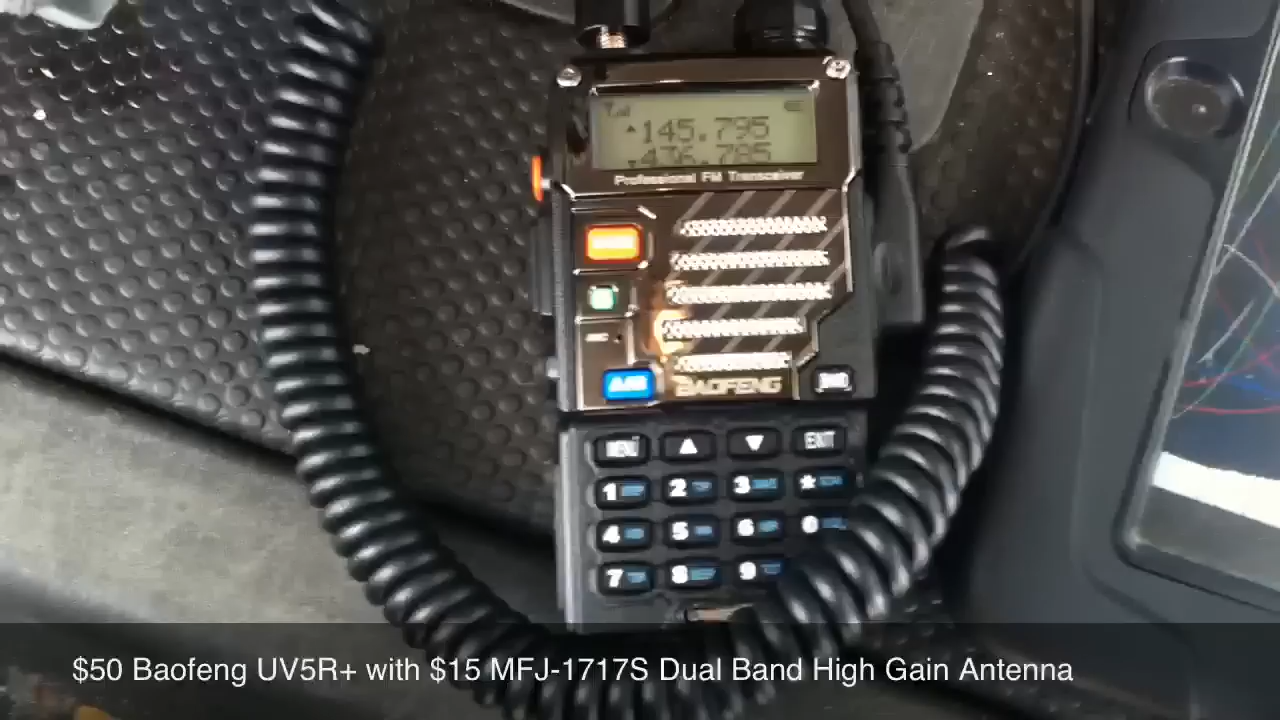 145.795
436.785
Professional FM Transceiver
BAOFENG
MENU ▲ ▼ EXIT
1 2 3 *
4 5 6 0
7 8 9
$50 Baofeng UV5R+ with $15 MFJ-1717S Dual Band High Gain Antenna